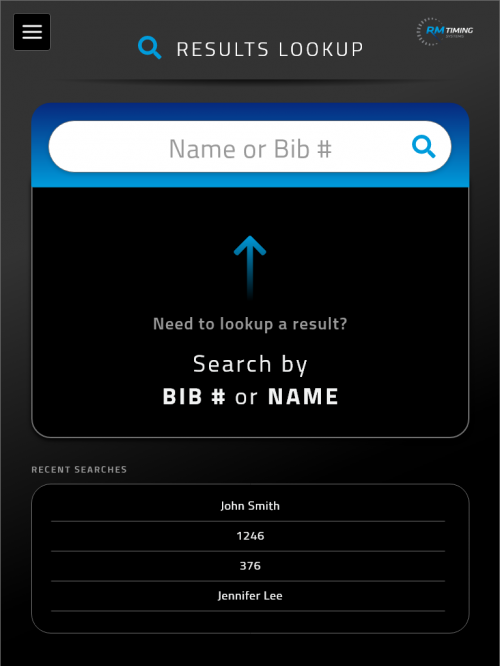 RM TIMING
SYSTEMS
RESULTS LOOKUP
Name or Bib #
Need to lookup a result?
Search by
BIB # or NAME
RECENT SEARCHES
John Smith
1246
376
Jennifer Lee